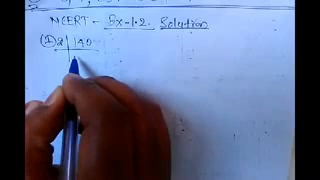 NCERT - Ex-1.2. Solution
(1) 2 | 140